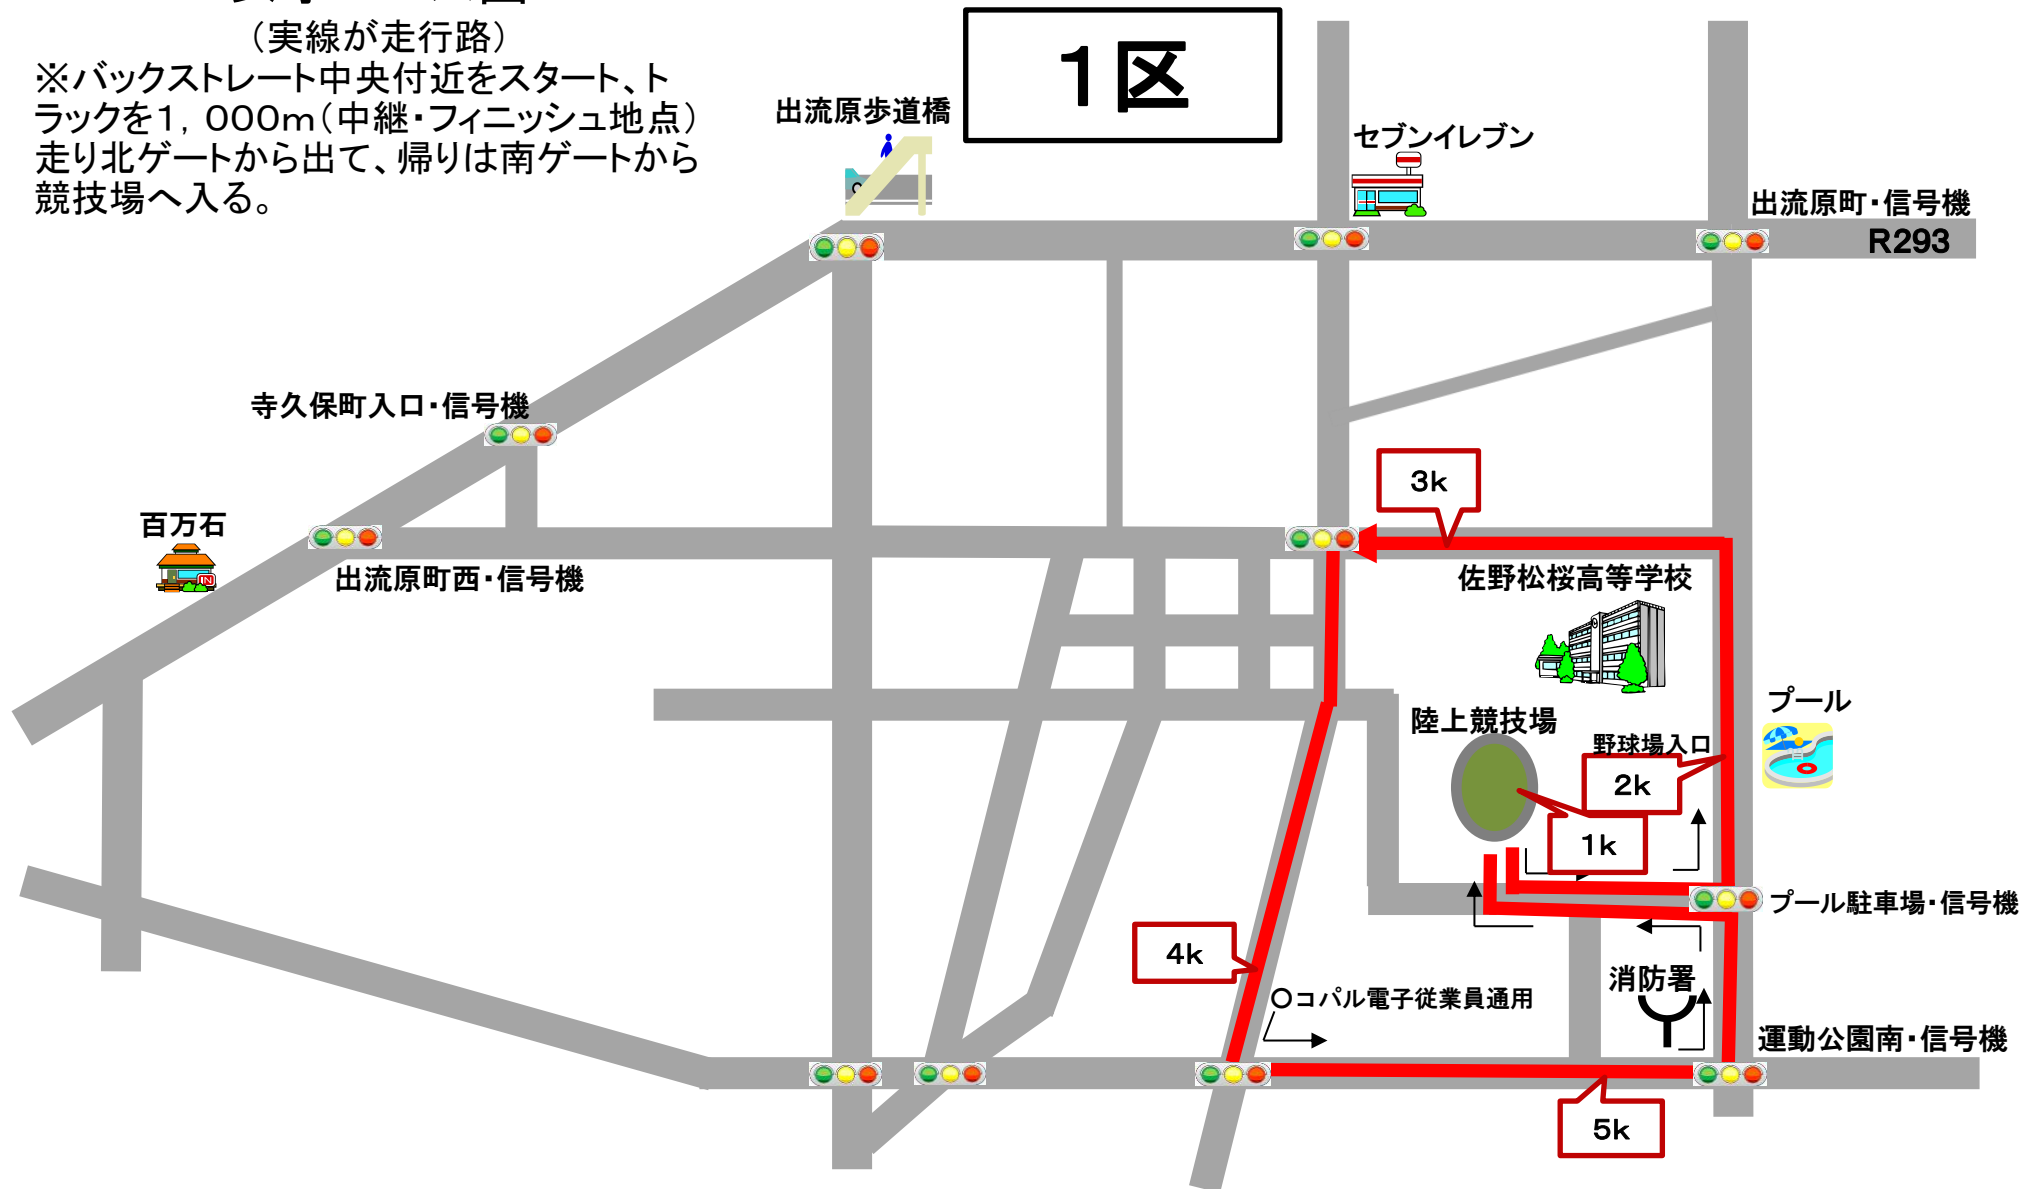 （実線が走行路）
※バックストレート中央付近をスタート、ト
ラックを１，０００ｍ（中継・フィニッシュ地点）
走り北ゲートから出て、帰りは南ゲートから
競技場へ入る。
１区
出流原歩道橋
セブンイレブン
出流原町・信号機
R293
寺久保町入口・信号機
3k
百万石
出流原町西・信号機
佐野松桜高等学校
プール
陸上競技場
野球場入口
2k
1k
プール駐車場・信号機
4k
消防署
○コパル電子従業員通用
運動公園南・信号機
5k